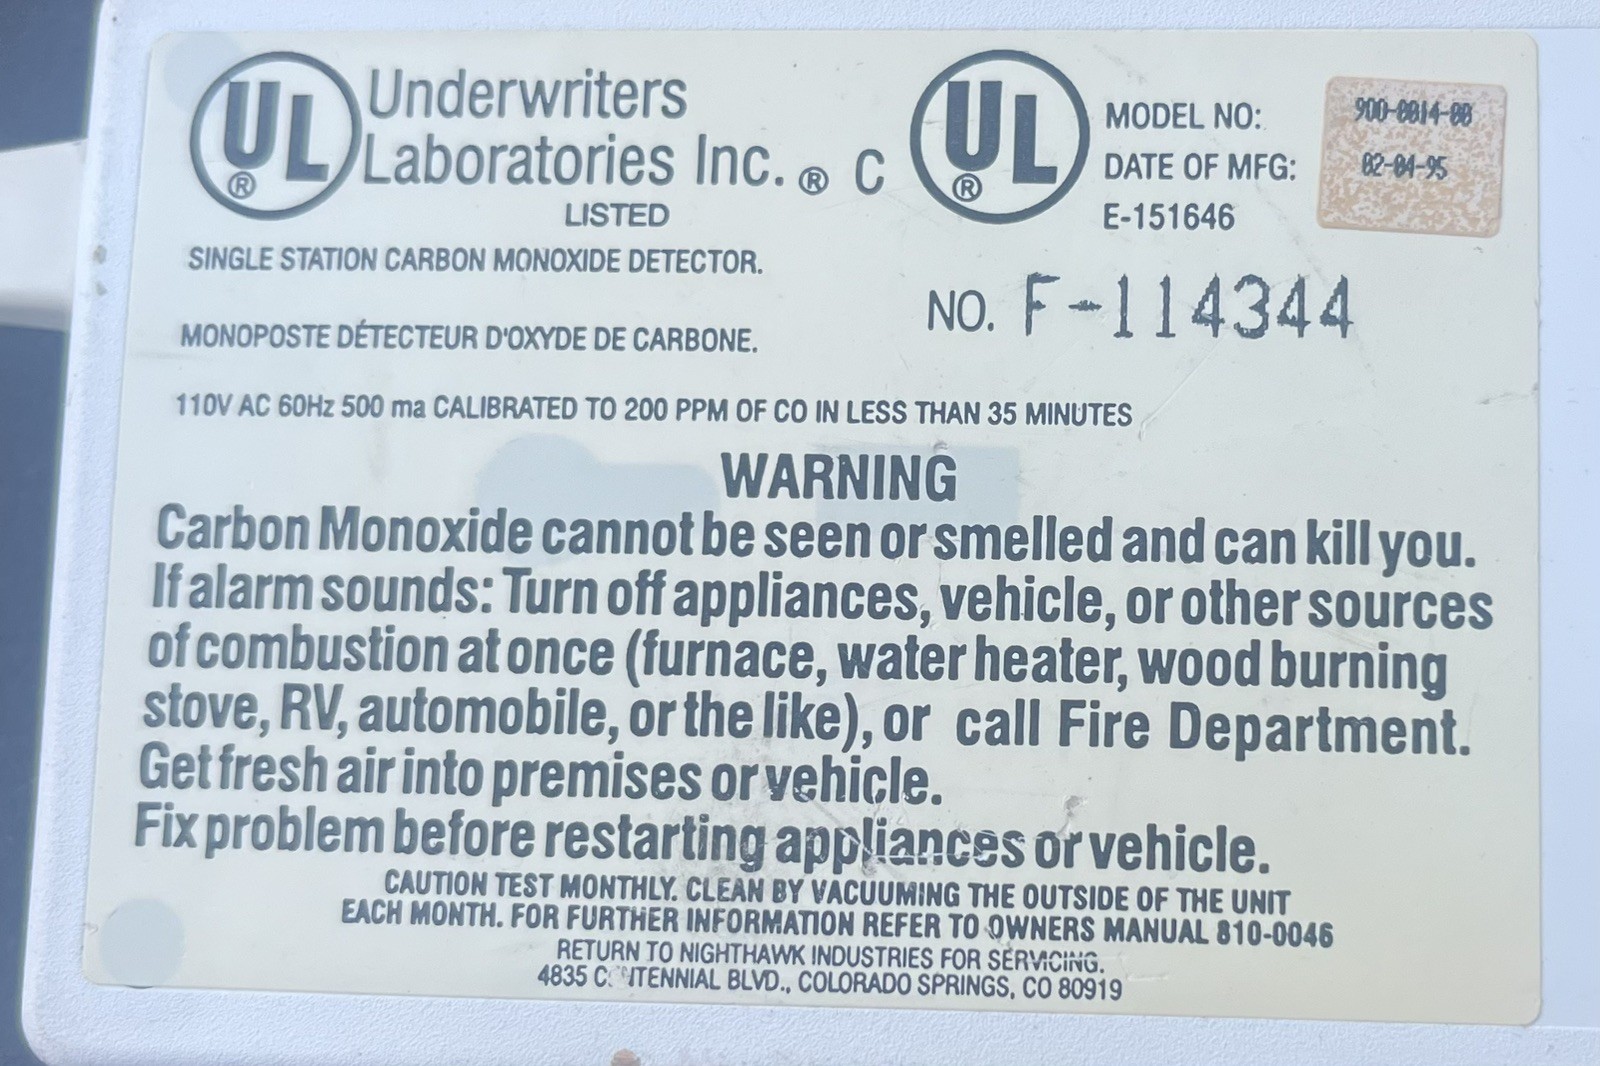 UL ® Underwriters
Laboratories Inc. ® C UL ®
LISTED
MODEL NO: 900-0014-00
DATE OF MFG: 02-04-95
E-151646
SINGLE STATION CARBON MONOXIDE DETECTOR.
NO. F-114344
MONOPOSTE DÉTECTEUR D'OXYDE DE CARBONE.
110V AC 60Hz 500 ma CALIBRATED TO 200 PPM OF CO IN LESS THAN 35 MINUTES
WARNING
Carbon Monoxide cannot be seen or smelled and can kill you.
If alarm sounds: Turn off appliances, vehicle, or other sources
of combustion at once (furnace, water heater, wood burning
stove, RV, automobile, or the like), or call Fire Department.
Get fresh air into premises or vehicle.
Fix problem before restarting appliances or vehicle.
CAUTION TEST MONTHLY. CLEAN BY VACUUMING THE OUTSIDE OF THE UNIT
EACH MONTH. FOR FURTHER INFORMATION REFER TO OWNERS MANUAL 810-0046
RETURN TO NIGHTHAWK INDUSTRIES FOR SERVICING.
4835 CENTENNIAL BLVD., COLORADO SPRINGS, CO 80919